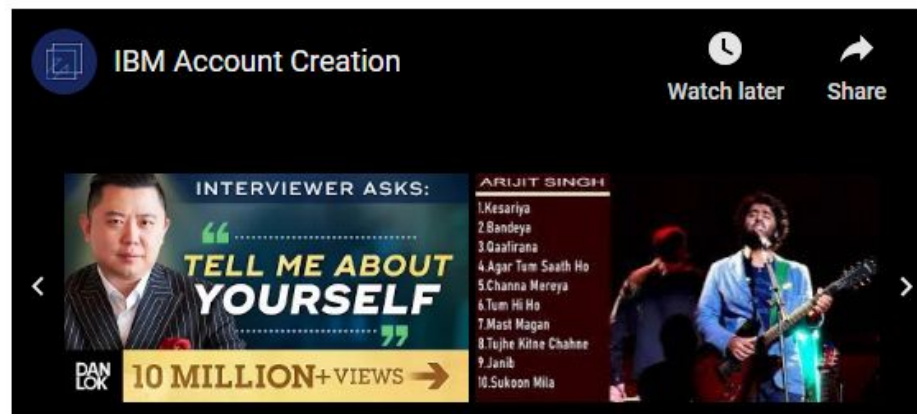 IBM Account Creation
Watch later
Share
INTERVIEWER ASKS:
“
TELL ME ABOUT
YOURSELF
”
DAN
LOK
10 MILLION+VIEWS
ARIJIT SINGH
1.Kesariya
2.Bandeya
3.Qaafirana
4.Agar Tum Saath Ho
5.Channa Mereya
6.Tum Hi Ho
7.Mast Magan
8.Tujhe Kitne Chahne
9.Janib
10.Sukoon Mila